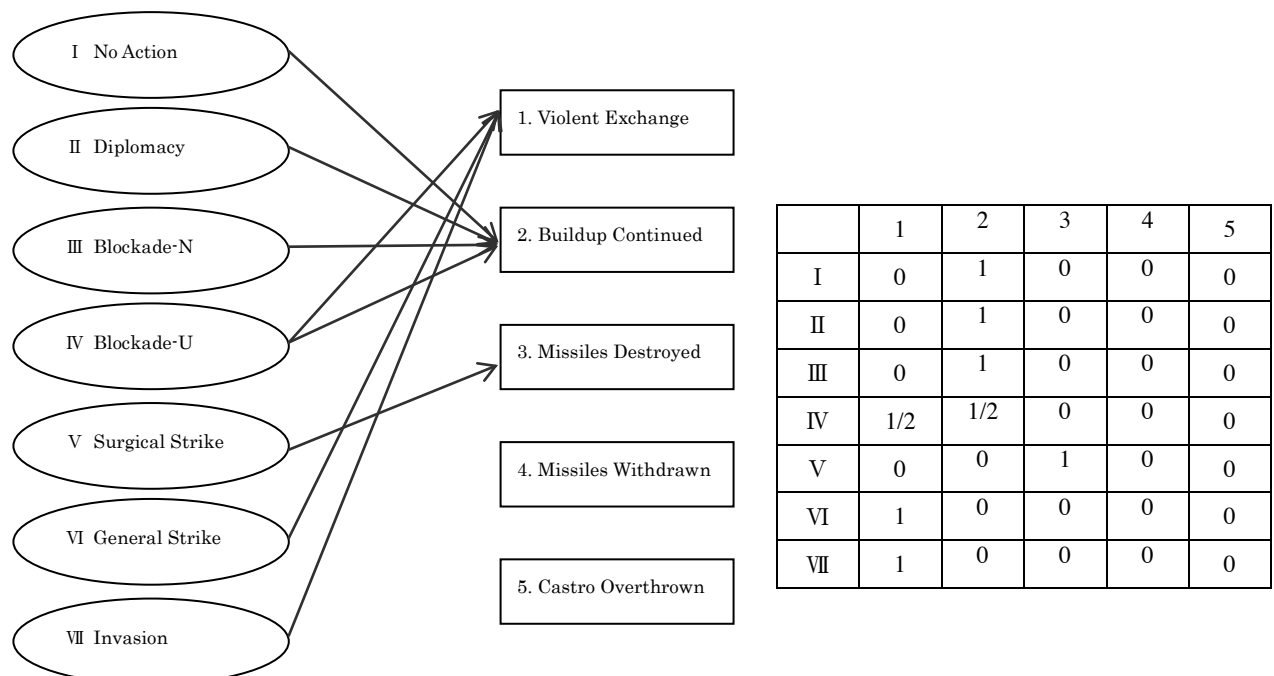 Ⅰ No Action
Ⅱ Diplomacy
Ⅲ Blockade-N
Ⅳ Blockade-U
Ⅴ Surgical Strike
Ⅵ General Strike
Ⅶ Invasion
1. Violent Exchange
2. Buildup Continued
3. Missiles Destroyed
4. Missiles Withdrawn
5. Castro Overthrown
1 2 3 4 5
Ⅰ 0 1 0 0 0
Ⅱ 0 1 0 0 0
Ⅲ 0 1 0 0 0
Ⅳ 1/2 1/2 0 0 0
Ⅴ 0 0 1 0 0
Ⅵ 1 0 0 0 0
Ⅶ 1 0 0 0 0